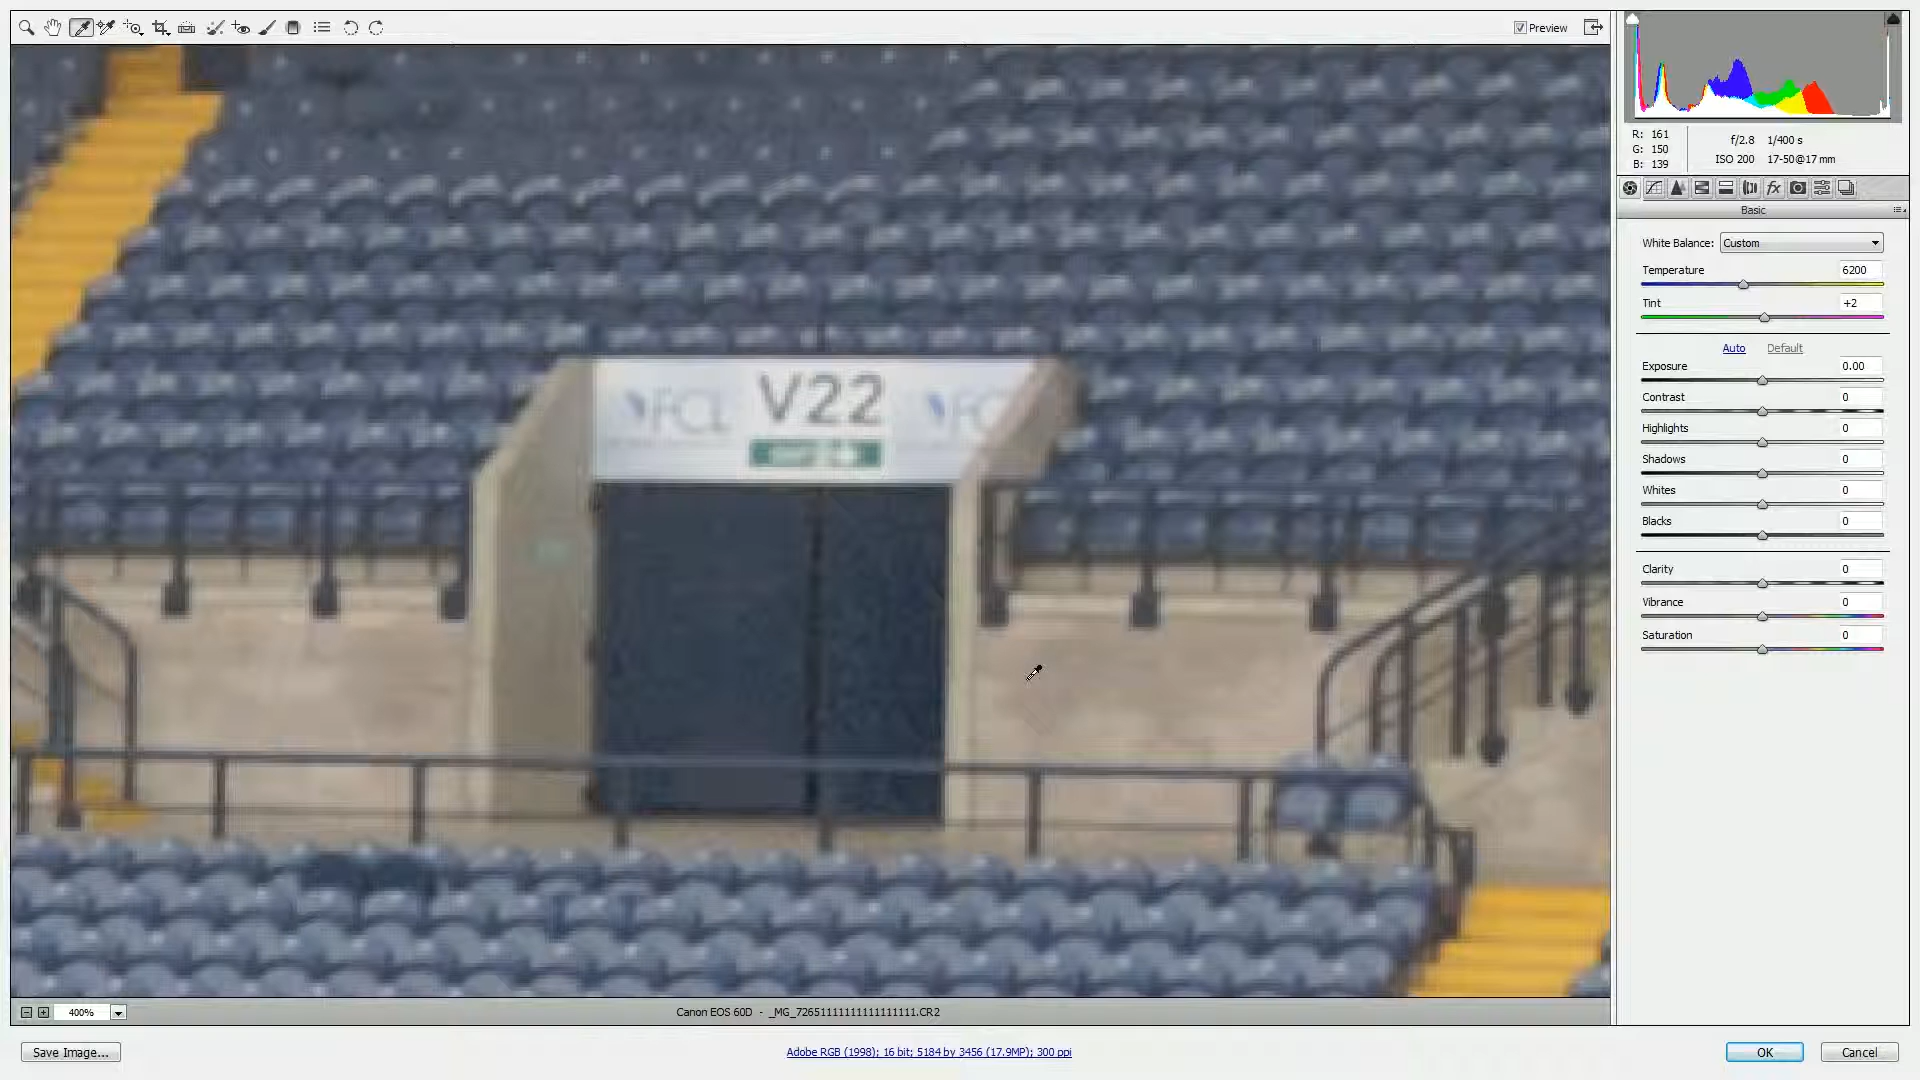 Preview
R: 161
G: 150
B: 139
f/2.8 1/400 s
ISO 200 17-50@17 mm
Basic
White Balance: Custom
Temperature 6200
Tint +2
Auto Default
Exposure 0.00
Contrast 0
Highlights 0
Shadows 0
Whites 0
Blacks 0
Clarity 0
Vibrance 0
Saturation 0
FCL V22 FC
400%
Canon EOS 60D - _MG_72651111111111111111.CR2
Save Image...
Adobe RGB (1998); 16 bit; 5184 by 3456 (17.9MP); 300 ppi
OK
Cancel